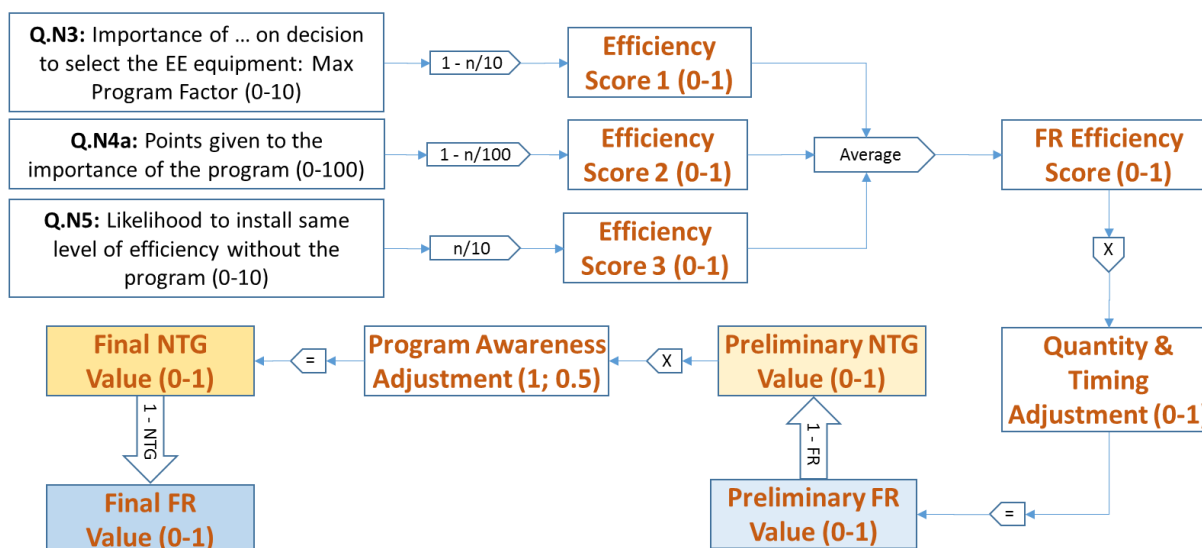 Q.N3: Importance of … on decision
to select the EE equipment: Max
Program Factor (0-10)
1 - n/10
Efficiency
Score 1 (0-1)
Q.N4a: Points given to the
importance of the program (0-100)
1 - n/100
Efficiency
Score 2 (0-1)
Average
FR Efficiency
Score (0-1)
Q.N5: Likelihood to install same
level of efficiency without the
program (0-10)
n/10
Efficiency
Score 3 (0-1)
X
Quantity &
Timing
Adjustment (0-1)
=
Preliminary FR
Value (0-1)
1 - FR
Preliminary NTG
Value (0-1)
X
Program Awareness
Adjustment (1; 0.5)
=
Final NTG
Value (0-1)
1 - NTG
Final FR
Value (0-1)